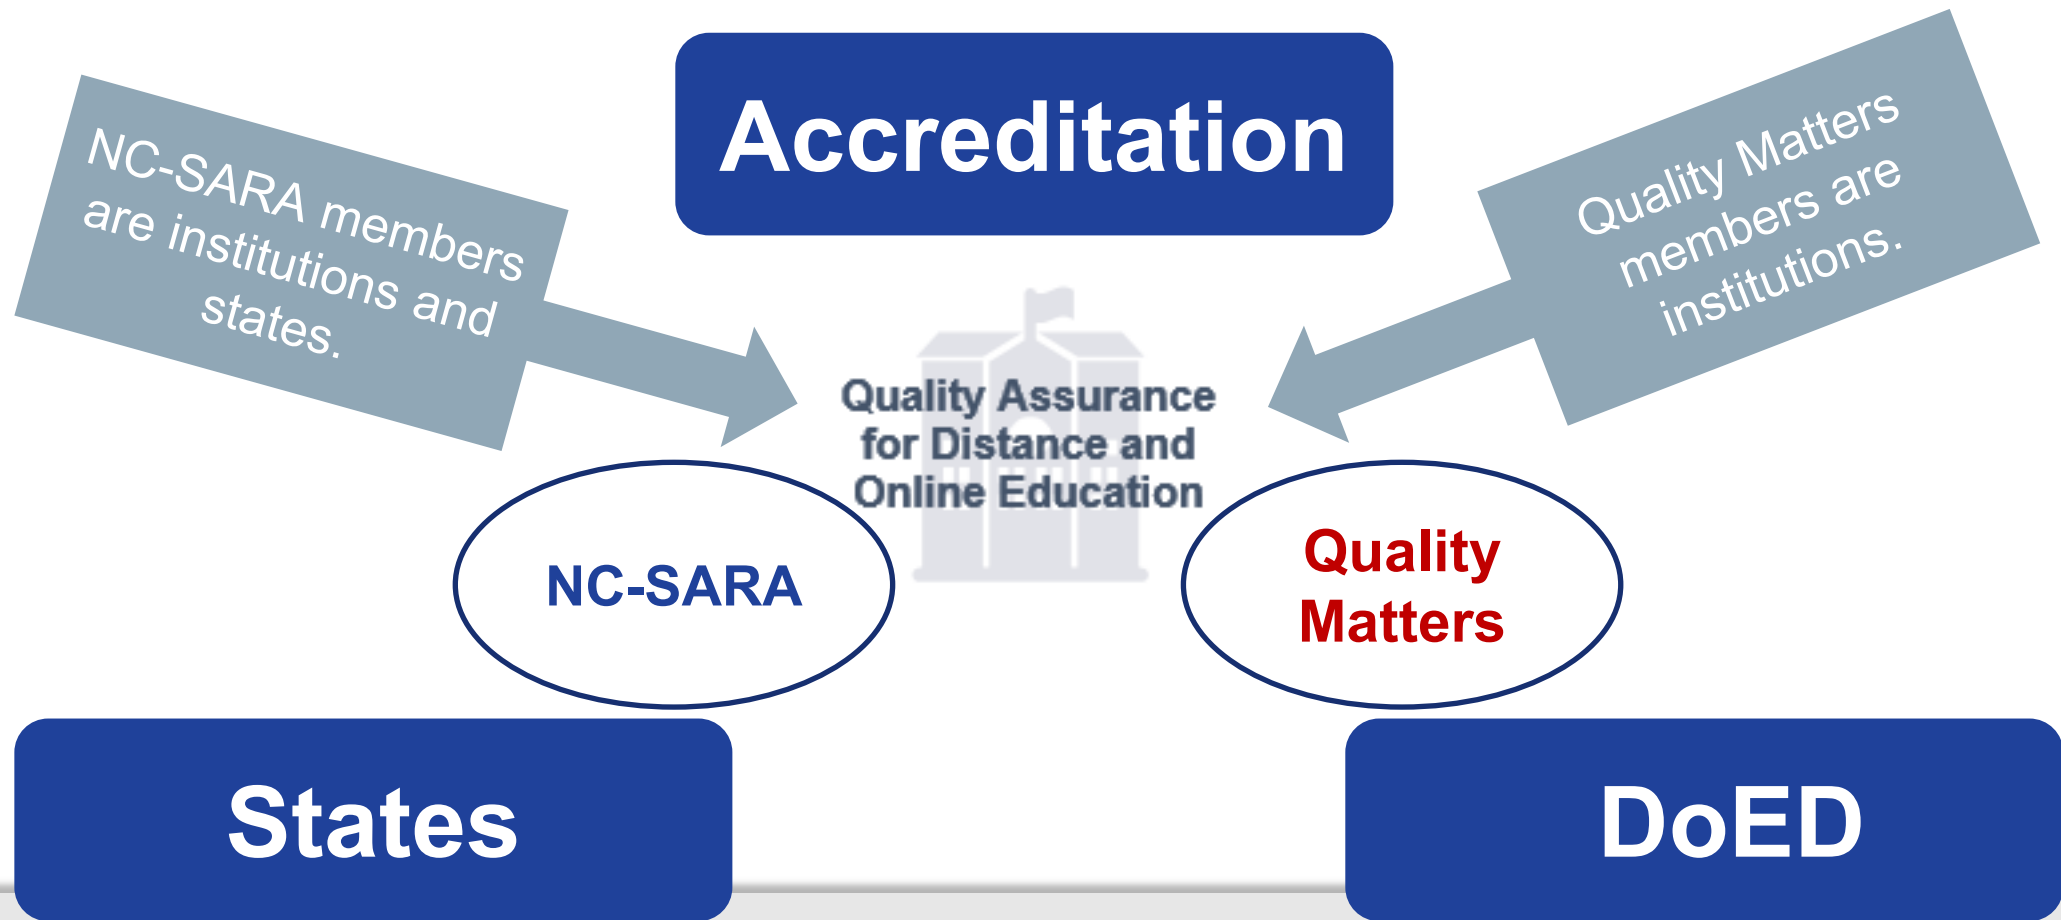 Accreditation
NC-SARA members
are institutions and
states.
Quality Matters
members are
institutions.
Quality Assurance
for Distance and
Online Education
NC-SARA
Quality
Matters
States
DoED